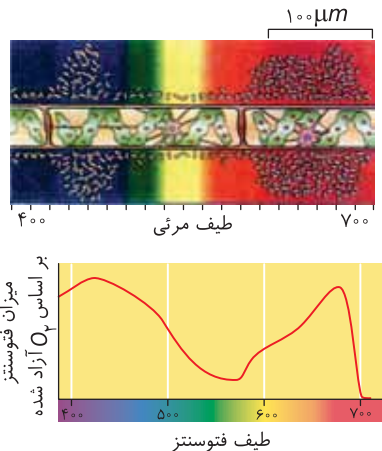 ۱۰۰µm
۴۰۰ ۷۰۰
طیف مرئی
میزان فتوسنتز
بر اساس O۲ آزاد شده
۴۰۰ ۵۰۰ ۶۰۰ ۷۰۰
طیف فتوسنتز